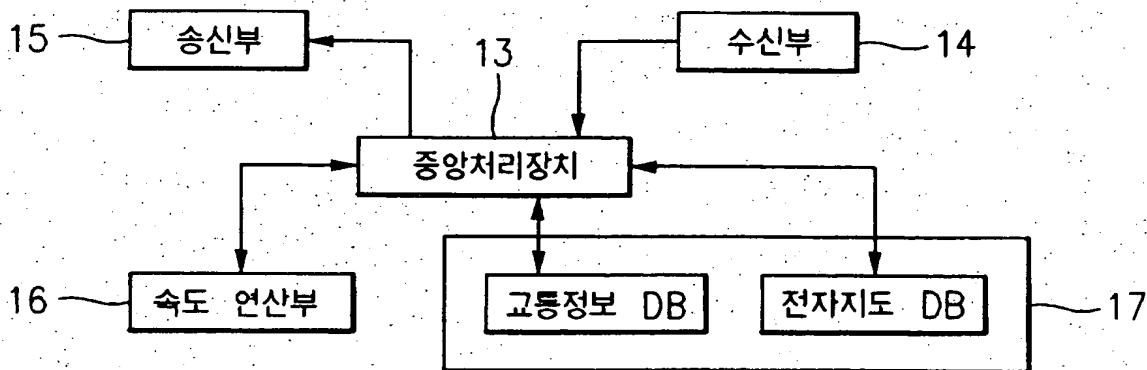 15 송신부
수신부 14
13
중앙처리장치
16 속도 연산부
교통정보 DB
전자지도 DB
17